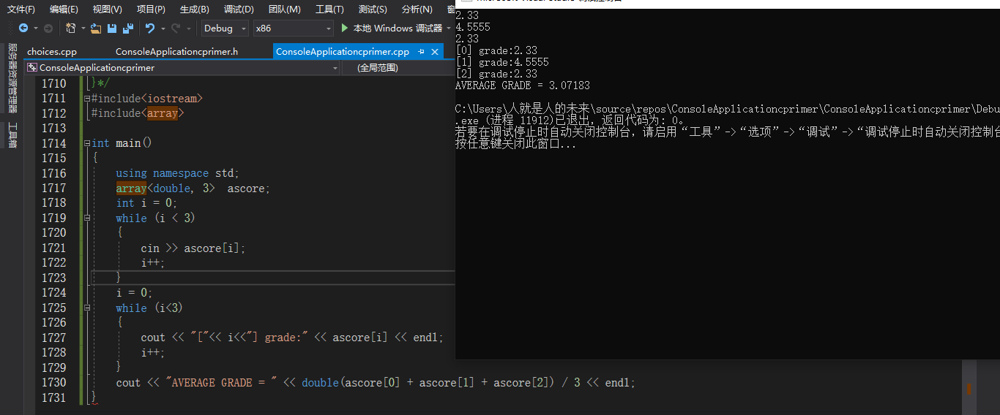 文件(F) 编辑(E) 视图(V) 项目(P) 生成(B) 调试(D) 团队(M) 工具(T) 测试(S) 分析(N)
Debug x86 本地 Windows 调试器
服务器资源管理器
工具箱
choices.cpp ConsoleApplicationcprimer.h ConsoleApplicationcprimer.cpp
ConsoleApplicationcprimer (全局范围)
1710 }*/
1711 #include<iostream>
1712 #include<array>
1713
1714 int main()
1715 {
1716 using namespace std;
1717 array<double, 3>  ascore;
1718 int i = 0;
1719 while (i < 3)
1720 {
1721 cin >> ascore[i];
1722 i++;
1723 }
1724 i = 0;
1725 while (i<3)
1726 {
1727 cout << "["<< i<<"] grade:" << ascore[i] << endl;
1728 i++;
1729 }
1730 cout << "AVERAGE GRADE = " << double(ascore[0] + ascore[1] + ascore[2]) / 3 << endl;
1731 }
2.33
4.5555
2.33
[0] grade:2.33
[1] grade:4.5555
[2] grade:2.33
AVERAGE GRADE = 3.07183
C:\Users\人就是人的未来\source\repos\ConsoleApplicationcprimer\ConsoleApplicationcprimer\Debu
.exe (进程 11912)已退出，返回代码为: 0。
若要在调试停止时自动关闭控制台，请启用“工具”->“选项”->“调试”->“调试停止时自动关闭控制台
按任意键关闭此窗口...